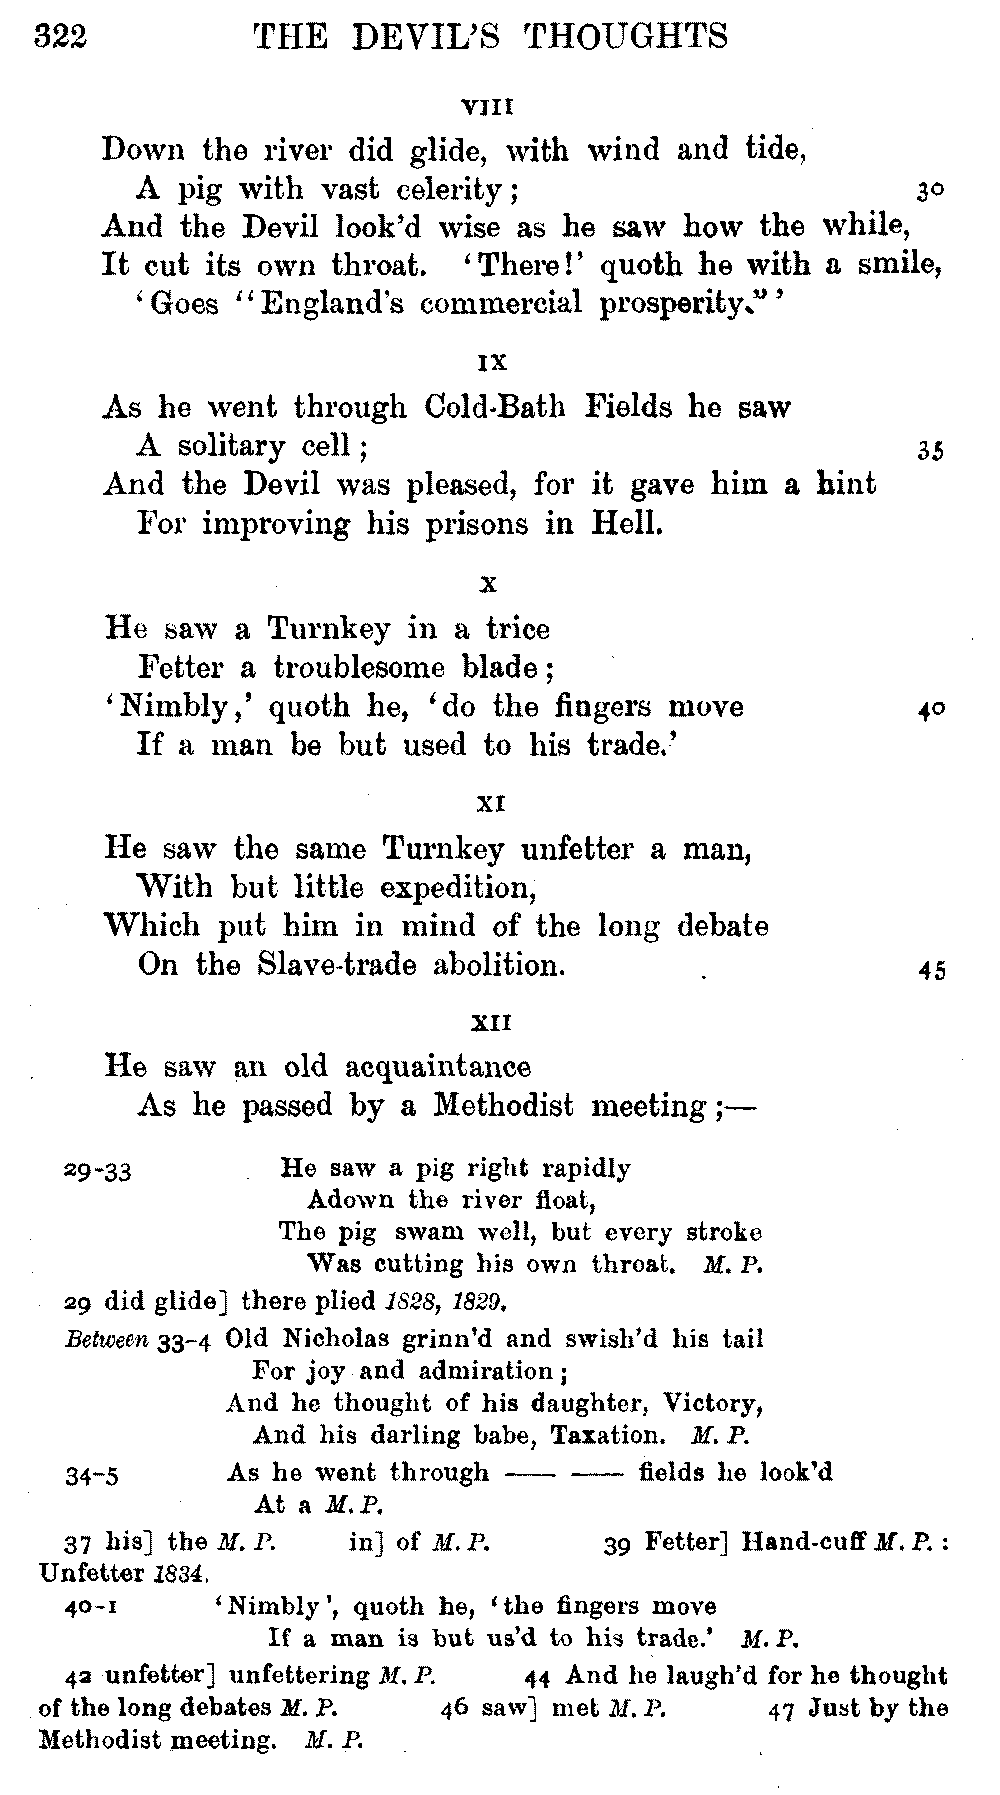 322 THE DEVIL'S THOUGHTS
VIII
Down the river did glide, with wind and tide,
A pig with vast celerity; 30
And the Devil look'd wise as he saw how the while,
It cut its own throat. 'There!' quoth he with a smile,
'Goes "England's commercial prosperity."'
IX
As he went through Cold-Bath Fields he saw
A solitary cell; 35
And the Devil was pleased, for it gave him a hint
For improving his prisons in Hell.
X
He saw a Turnkey in a trice
Fetter a troublesome blade;
'Nimbly,' quoth he, 'do the fingers move 40
If a man be but used to his trade.'
XI
He saw the same Turnkey unfetter a man,
With but little expedition,
Which put him in mind of the long debate
On the Slave-trade abolition. 45
XII
He saw an old acquaintance
As he passed by a Methodist meeting;—
29-33 He saw a pig right rapidly
Adown the river float,
The pig swam well, but every stroke
Was cutting his own throat. M. P.
29 did glide] there plied 1828, 1829.
Between 33-4 Old Nicholas grinn'd and swish'd his tail
For joy and admiration;
And he thought of his daughter, Victory,
And his darling babe, Taxation. M. P.
34-5 As he went through —— —— fields he look'd
At a M. P.
37 his] the M. P. in] of M. P. 39 Fetter] Hand-cuff M. P.:
Unfetter 1834.
40-1 'Nimbly', quoth he, 'the fingers move
If a man is but us'd to his trade.' M. P.
42 unfetter] unfettering M. P. 44 And he laugh'd for he thought
of the long debates M. P. 46 saw] met M. P. 47 Just by the
Methodist meeting. M. P.